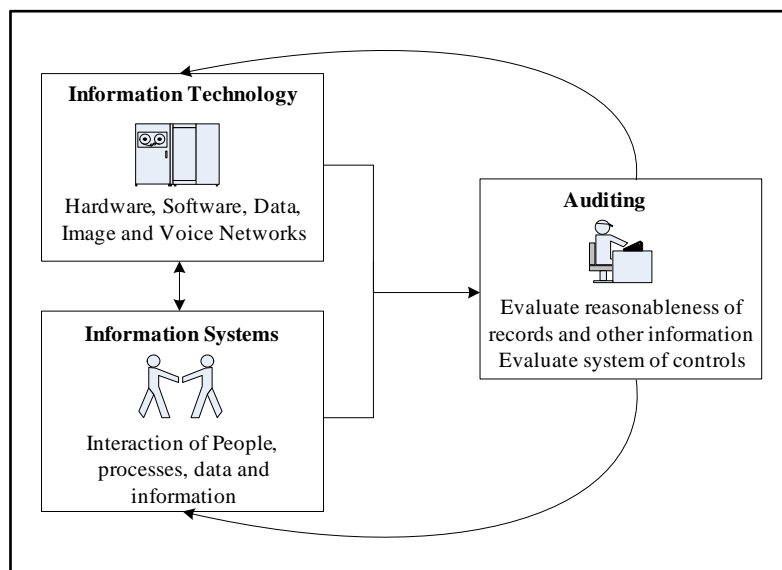 Information Technology
Hardware, Software, Data,
Image and Voice Networks
Information Systems
Interaction of People,
processes, data and
information
Auditing
Evaluate reasonableness of
records and other information
Evaluate system of controls